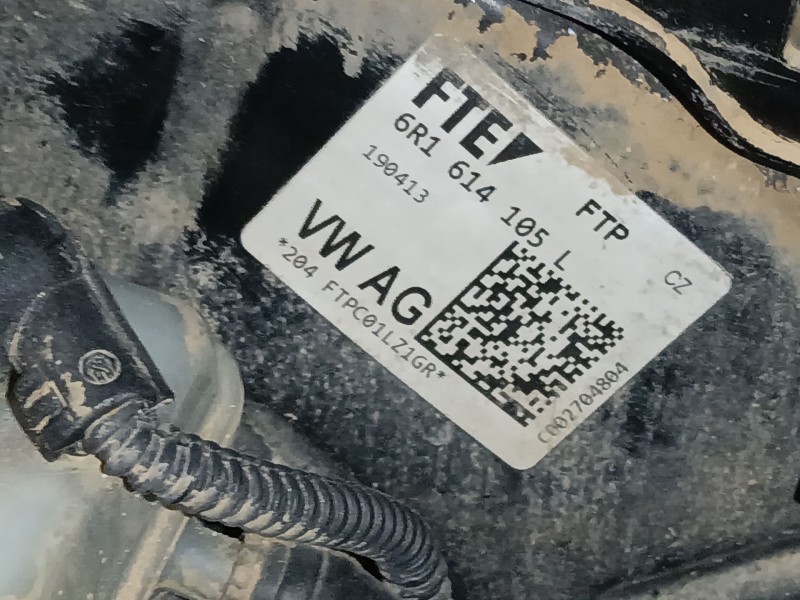 FTE
6R1 614 105 L
190413
FTP
CZ
VW AG
*204 FTPC01LZ1GR*
C002704804